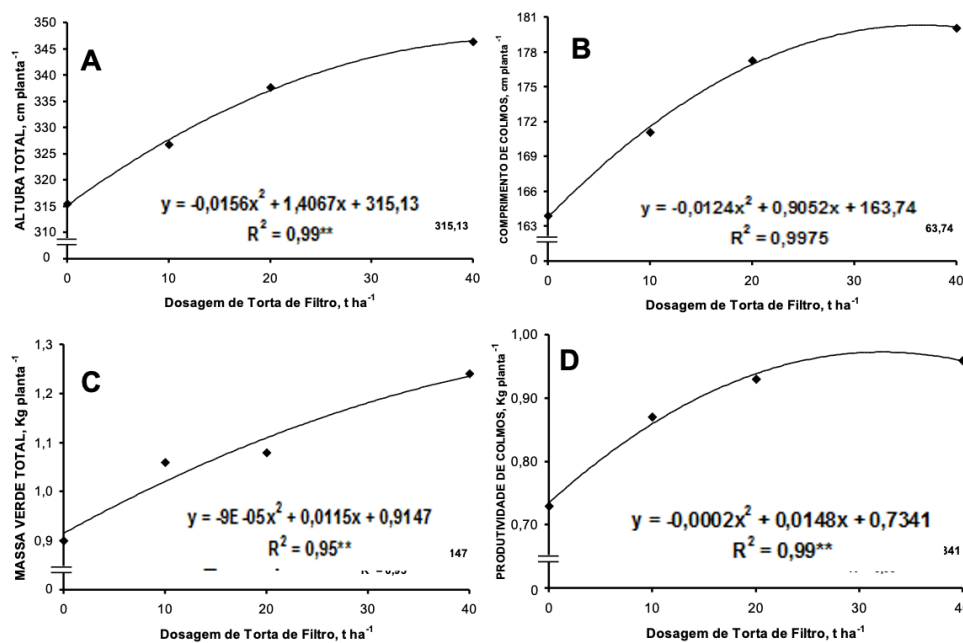 A
ALTURA TOTAL, cm planta⁻¹
350
345
340
335
330
325
320
315
310
0
y = -0,0156x² + 1,4067x + 315,13
R² = 0,99**
315,13
0 10 20 30 40
Dosagem de Torta de Filtro, t ha⁻¹
B
COMPRIMENTO DE COLMOS, cm planta⁻¹
181
178
175
172
169
166
163
0
y = -0,0124x² + 0,9052x + 163,74
R² = 0,9975
63,74
0 10 20 30 40
Dosagem de Torta de Filtro, t ha⁻¹
C
MASSA VERDE TOTAL, Kg planta⁻¹
1,3
1,2
1,1
1,0
0,9
0
y = -9E-05x² + 0,0115x + 0,9147
R² = 0,95**
147
0 10 20 30 40
Dosagem de Torta de Filtro, t ha⁻¹
D
PRODUTIVIDADE DE COLMOS, Kg planta⁻¹
1,00
0,90
0,80
0,70
0
y = -0,0002x² + 0,0148x + 0,7341
R² = 0,99**
341
0 10 20 30 40
Dosagem de Torta de Filtro, t ha⁻¹